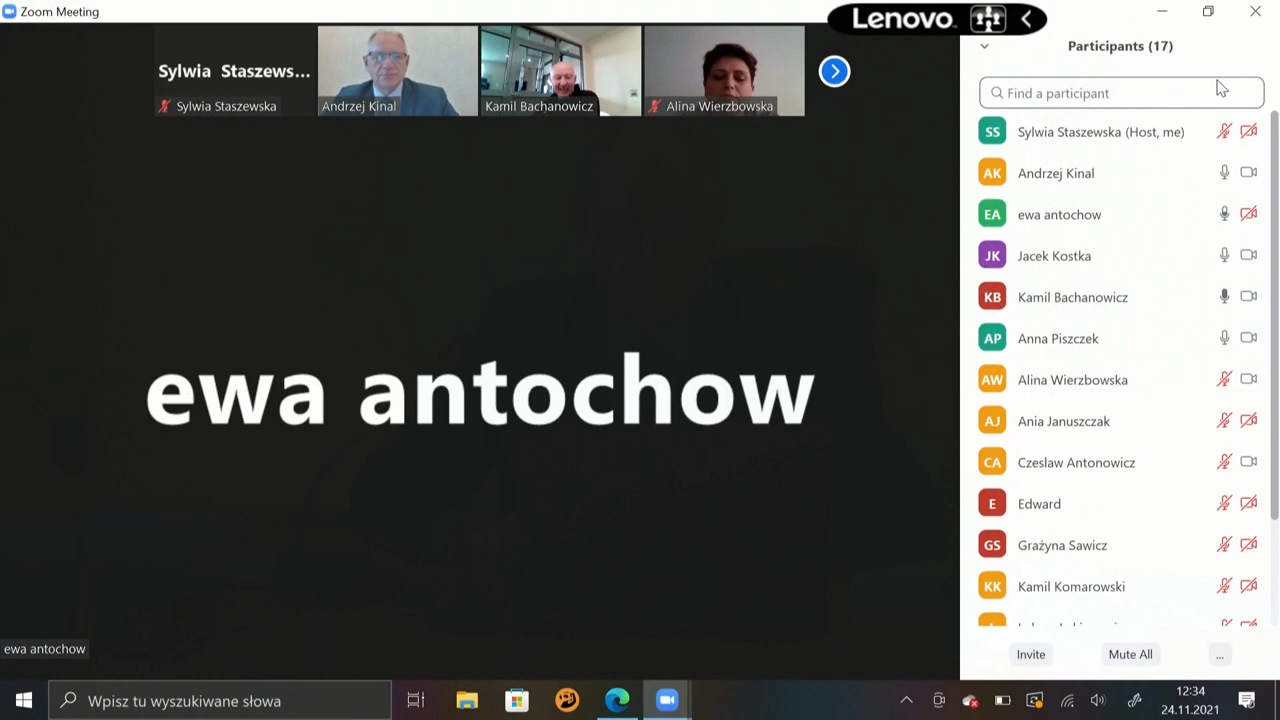 Zoom Meeting
Lenovo
Sylwia Staszews...
Sylwia Staszewska
Andrzej Kinal
Kamil Bachanowicz
Alina Wierzbowska
ewa antochow
ewa antochow
Participants (17)
Find a participant
SS Sylwia Staszewska (Host, me)
AK Andrzej Kinal
EA ewa antochow
JK Jacek Kostka
KB Kamil Bachanowicz
AP Anna Piszczek
AW Alina Wierzbowska
AJ Ania Januszczak
CA Czeslaw Antonowicz
E Edward
GS Grażyna Sawicz
KK Kamil Komarowski
Invite
Mute All
...
Wpisz tu wyszukiwane słowa
12:34
24.11.2021